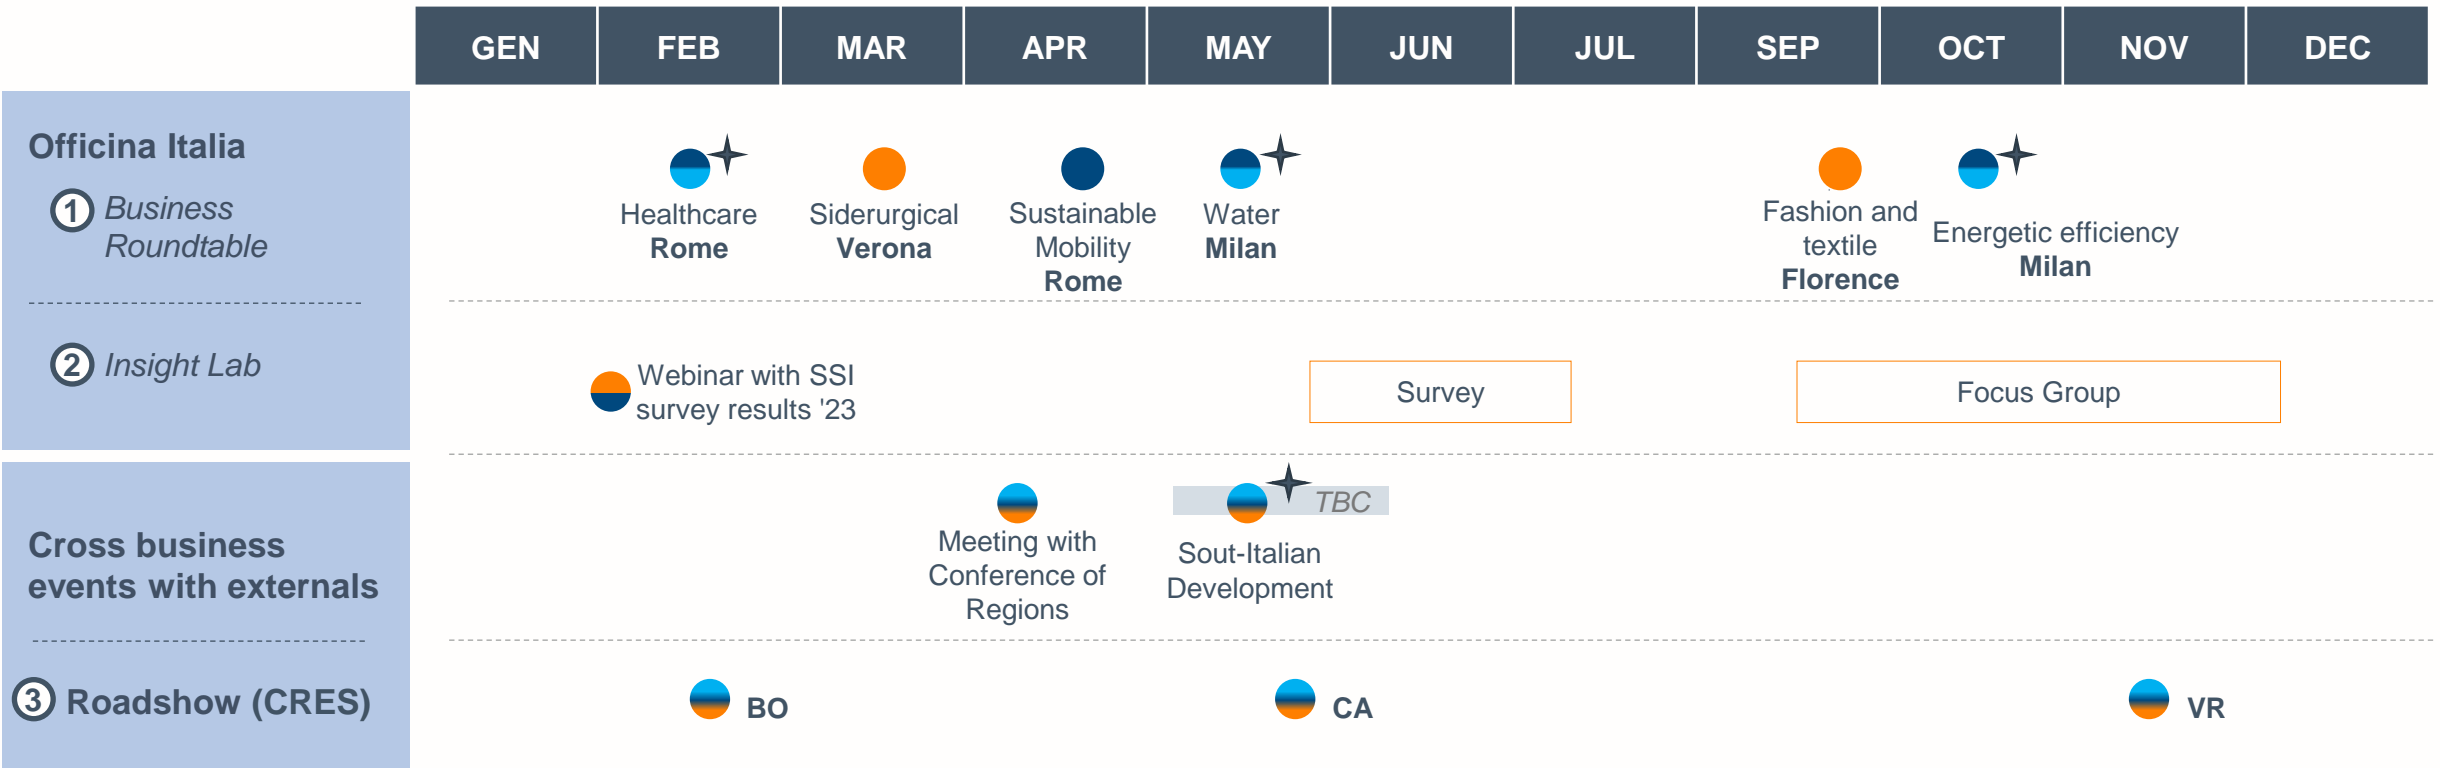 GEN FEB MAR APR MAY JUN JUL SEP OCT NOV DEC
Officina Italia
1 Business
Roundtable
Healthcare
Rome
Siderurgical
Verona
Sustainable
Mobility
Rome
Water
Milan
Fashion and
textile
Florence
Energetic efficiency
Milan
2 Insight Lab
Webinar with SSI
survey results '23
Survey
Focus Group
Cross business
events with externals
Meeting with
Conference of
Regions
TBC
Sout-Italian
Development
3 Roadshow (CRES)
BO
CA
VR